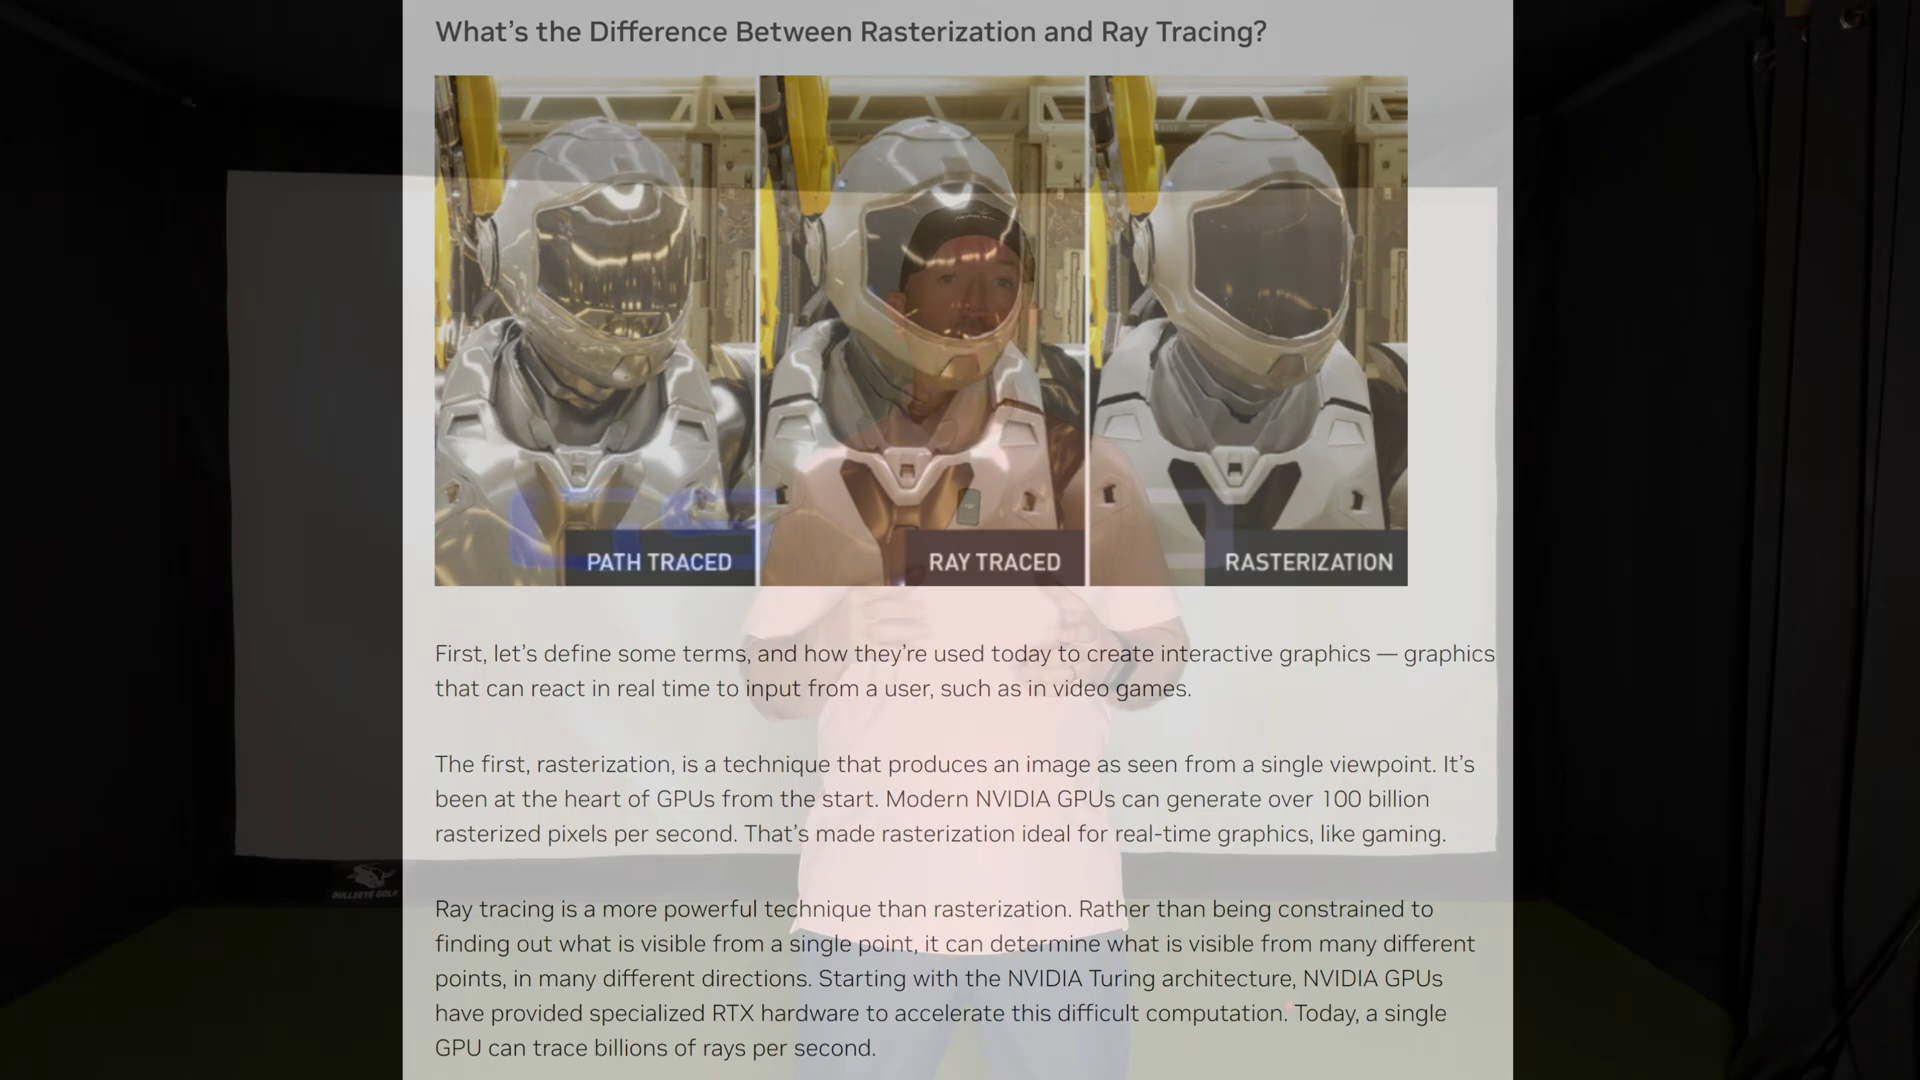 What's the Difference Between Rasterization and Ray Tracing?
PATH TRACED
RAY TRACED
RASTERIZATION
First, let's define some terms, and how they're used today to create interactive graphics — graphics
that can react in real time to input from a user, such as in video games.
The first, rasterization, is a technique that produces an image as seen from a single viewpoint. It's
been at the heart of GPUs from the start. Modern NVIDIA GPUs can generate over 100 billion
rasterized pixels per second. That's made rasterization ideal for real-time graphics, like gaming.
BULLSEYE GOLF
Ray tracing is a more powerful technique than rasterization. Rather than being constrained to
finding out what is visible from a single point, it can determine what is visible from many different
points, in many different directions. Starting with the NVIDIA Turing architecture, NVIDIA GPUs
have provided specialized RTX hardware to accelerate this difficult computation. Today, a single
GPU can trace billions of rays per second.